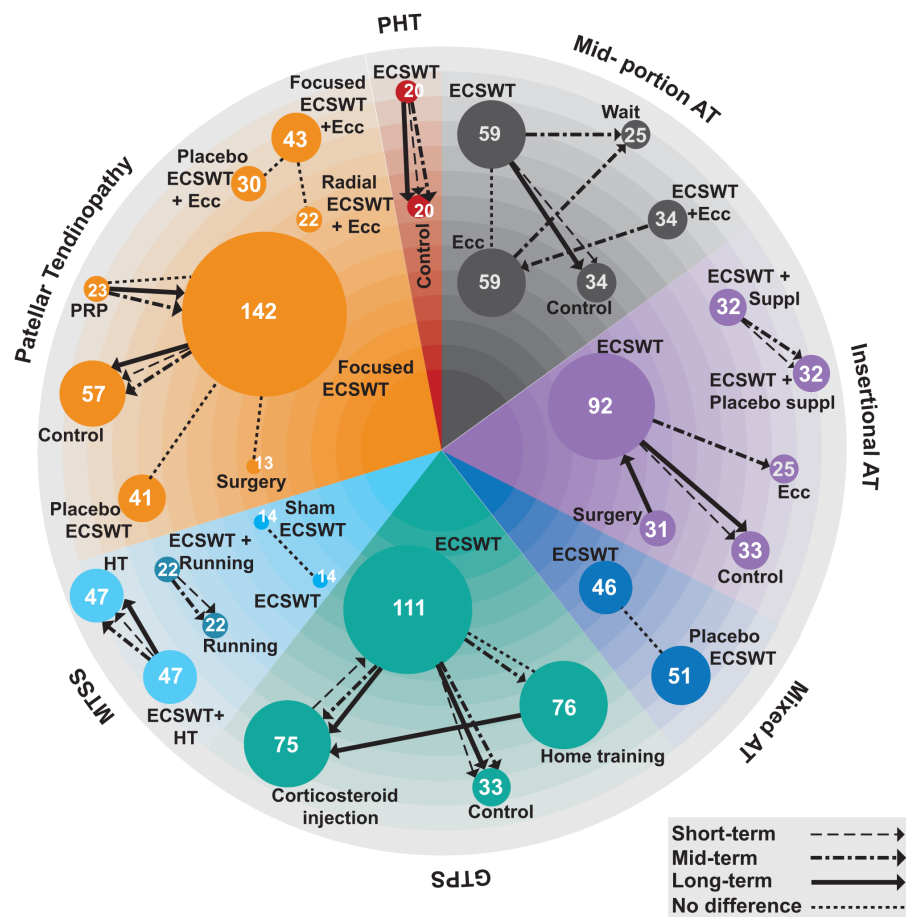 PHT
ECSWT
20
20
Control
Mid- portion AT
ECSWT
59
Wait
25
ECSWT
+Ecc
34
Ecc
59
34
Control
Insertional AT
ECSWT +
Suppl
32
32
ECSWT +
Placebo suppl
ECSWT
92
25
Ecc
Surgery
31
33
Control
Mixed AT
ECSWT
46
Placebo
ECSWT
51
GTPS
ECSWT
111
76
Home training
75
Corticosteroid
injection
33
Control
MTSS
14
Sham
ECSWT
14
ECSWT
ECSWT +
Running
22
22
Running
HT
47
47
ECSWT+
HT
Patellar Tendinopathy
Focused
ECSWT
+Ecc
43
Placebo
ECSWT
+ Ecc
30
Radial
ECSWT
+ Ecc
22
142
Focused
ECSWT
23
PRP
57
Control
13
Surgery
41
Placebo
ECSWT
Short-term
Mid-term
Long-term
No difference